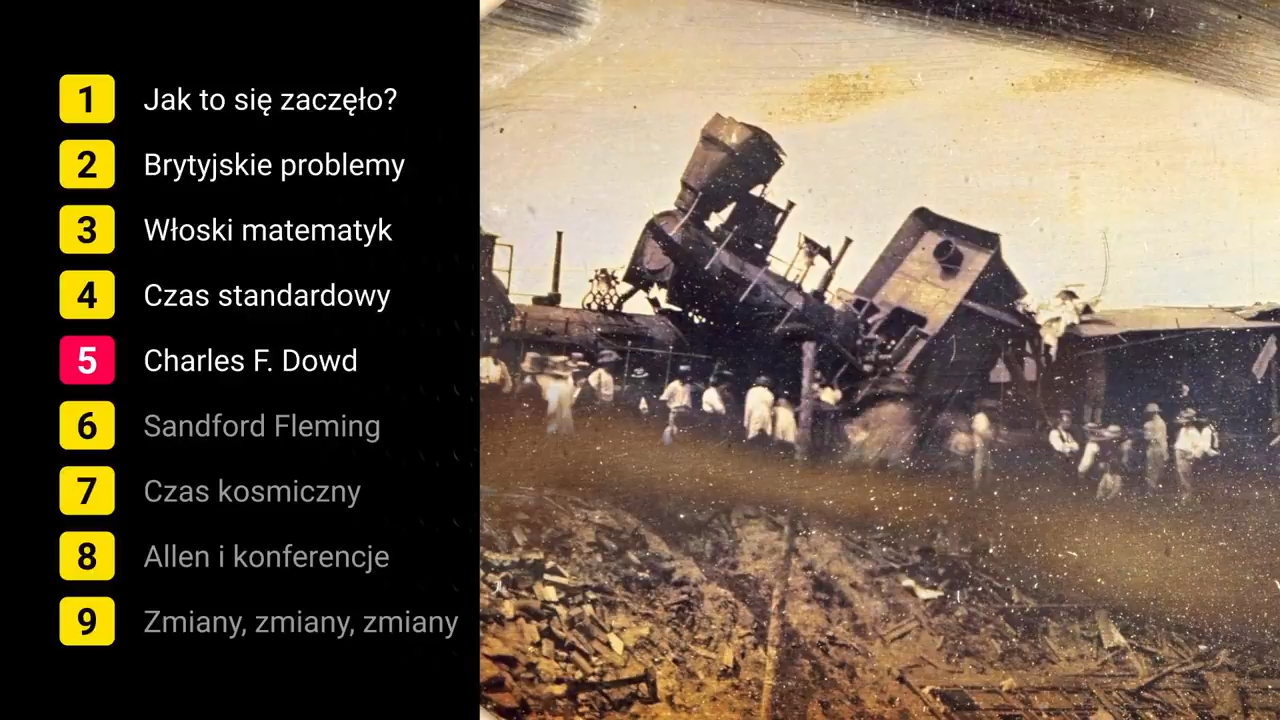 1 Jak to się zaczęło?
2 Brytyjskie problemy
3 Włoski matematyk
4 Czas standardowy
5 Charles F. Dowd
6 Sandford Fleming
7 Czas kosmiczny
8 Allen i konferencje
9 Zmiany, zmiany, zmiany